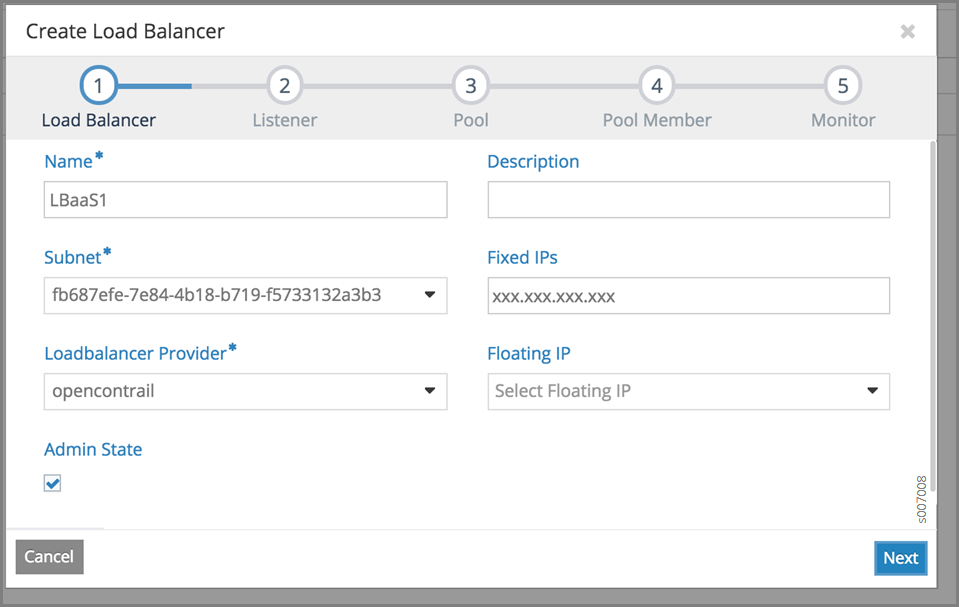 Create Load Balancer ×
1 2 3 4 5
Load Balancer Listener Pool Pool Member Monitor
Name* Description
LBaaS1
Subnet* Fixed IPs
fb687efe-7e84-4b18-b719-f5733132a3b3 xxx.xxx.xxx.xxx
Loadbalancer Provider* Floating IP
opencontrail Select Floating IP
Admin State
s007008
Cancel Next